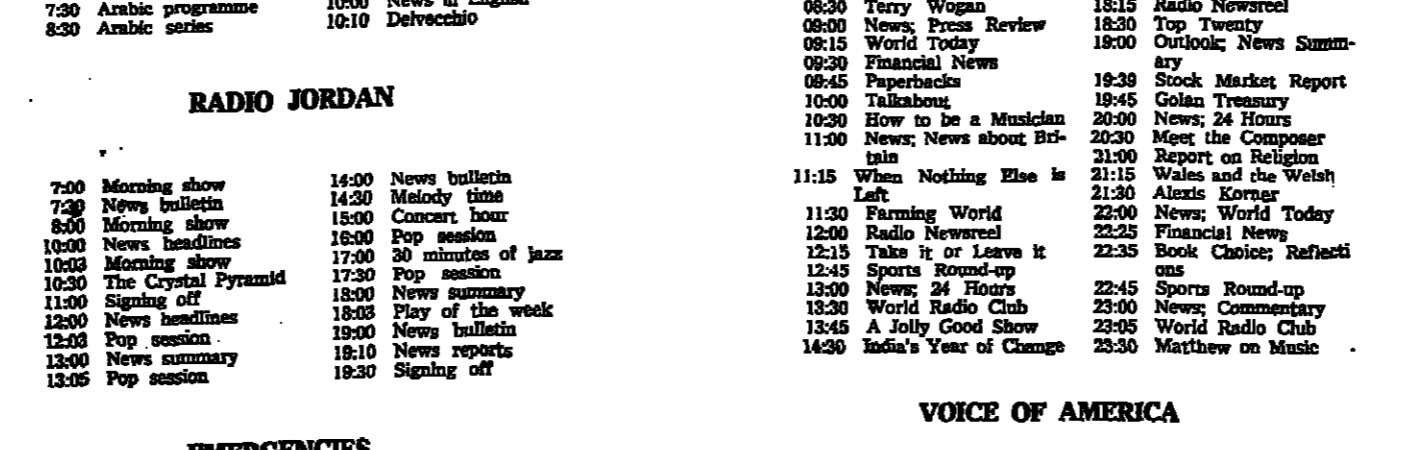 7:30 Arabic programme
8:30 Arabic series
10:00 News in English
10:10 Delvecchio
RADIO JORDAN
7:00 Morning show
7:30 News bulletin
8:00 Morning show
10:00 News headlines
10:03 Morning show
10:30 The Crystal Pyramid
11:00 Signing off
12:00 News headlines
12:03 Pop session
13:00 News summary
13:05 Pop session
14:00 News bulletin
14:30 Melody time
15:00 Concert hour
16:00 Pop session
17:00 30 minutes of jazz
17:30 Pop session
18:00 News summary
18:03 Play of the week
19:00 News bulletin
19:10 News reports
19:30 Signing off
EMERGENCIES
08:30 Terry Wogan
09:00 News; Press Review
09:15 World Today
09:30 Financial News
09:45 Paperbacks
10:00 Talkabout
10:30 How to be a Musician
11:00 News; News about Bri-
tain
11:15 When Nothing Else is
Left
11:30 Farming World
12:00 Radio Newsreel
12:15 Take it or Leave it
12:45 Sports Round-up
13:00 News; 24 Hours
13:30 World Radio Club
13:45 A Jolly Good Show
14:30 India's Year of Change
18:15 Radio Newsreel
18:30 Top Twenty
19:00 Outlook; News Summ-
ary
19:39 Stock Market Report
19:45 Golan Treasury
20:00 News; 24 Hours
20:30 Meet the Composer
21:00 Report on Religion
21:15 Wales and the Welsh
21:30 Alexis Korner
22:00 News; World Today
22:25 Financial News
22:35 Book Choice; Reflecti
ons
22:45 Sports Round-up
23:00 News; Commentary
23:05 World Radio Club
23:30 Matthew on Music
VOICE OF AMERICA